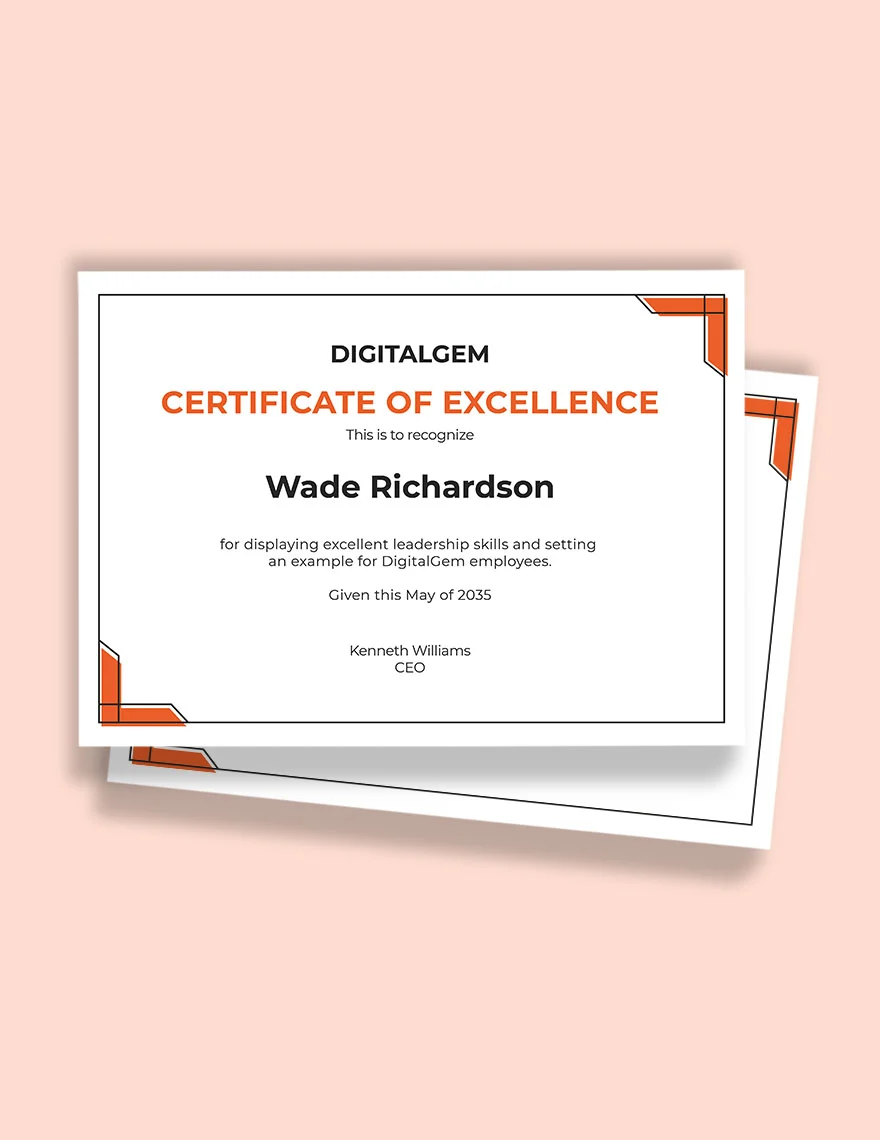 DIGITALGEM
CERTIFICATE OF EXCELLENCE
This is to recognize
Wade Richardson
for displaying excellent leadership skills and setting
an example for DigitalGem employees.
Given this May of 2035
Kenneth Williams
CEO